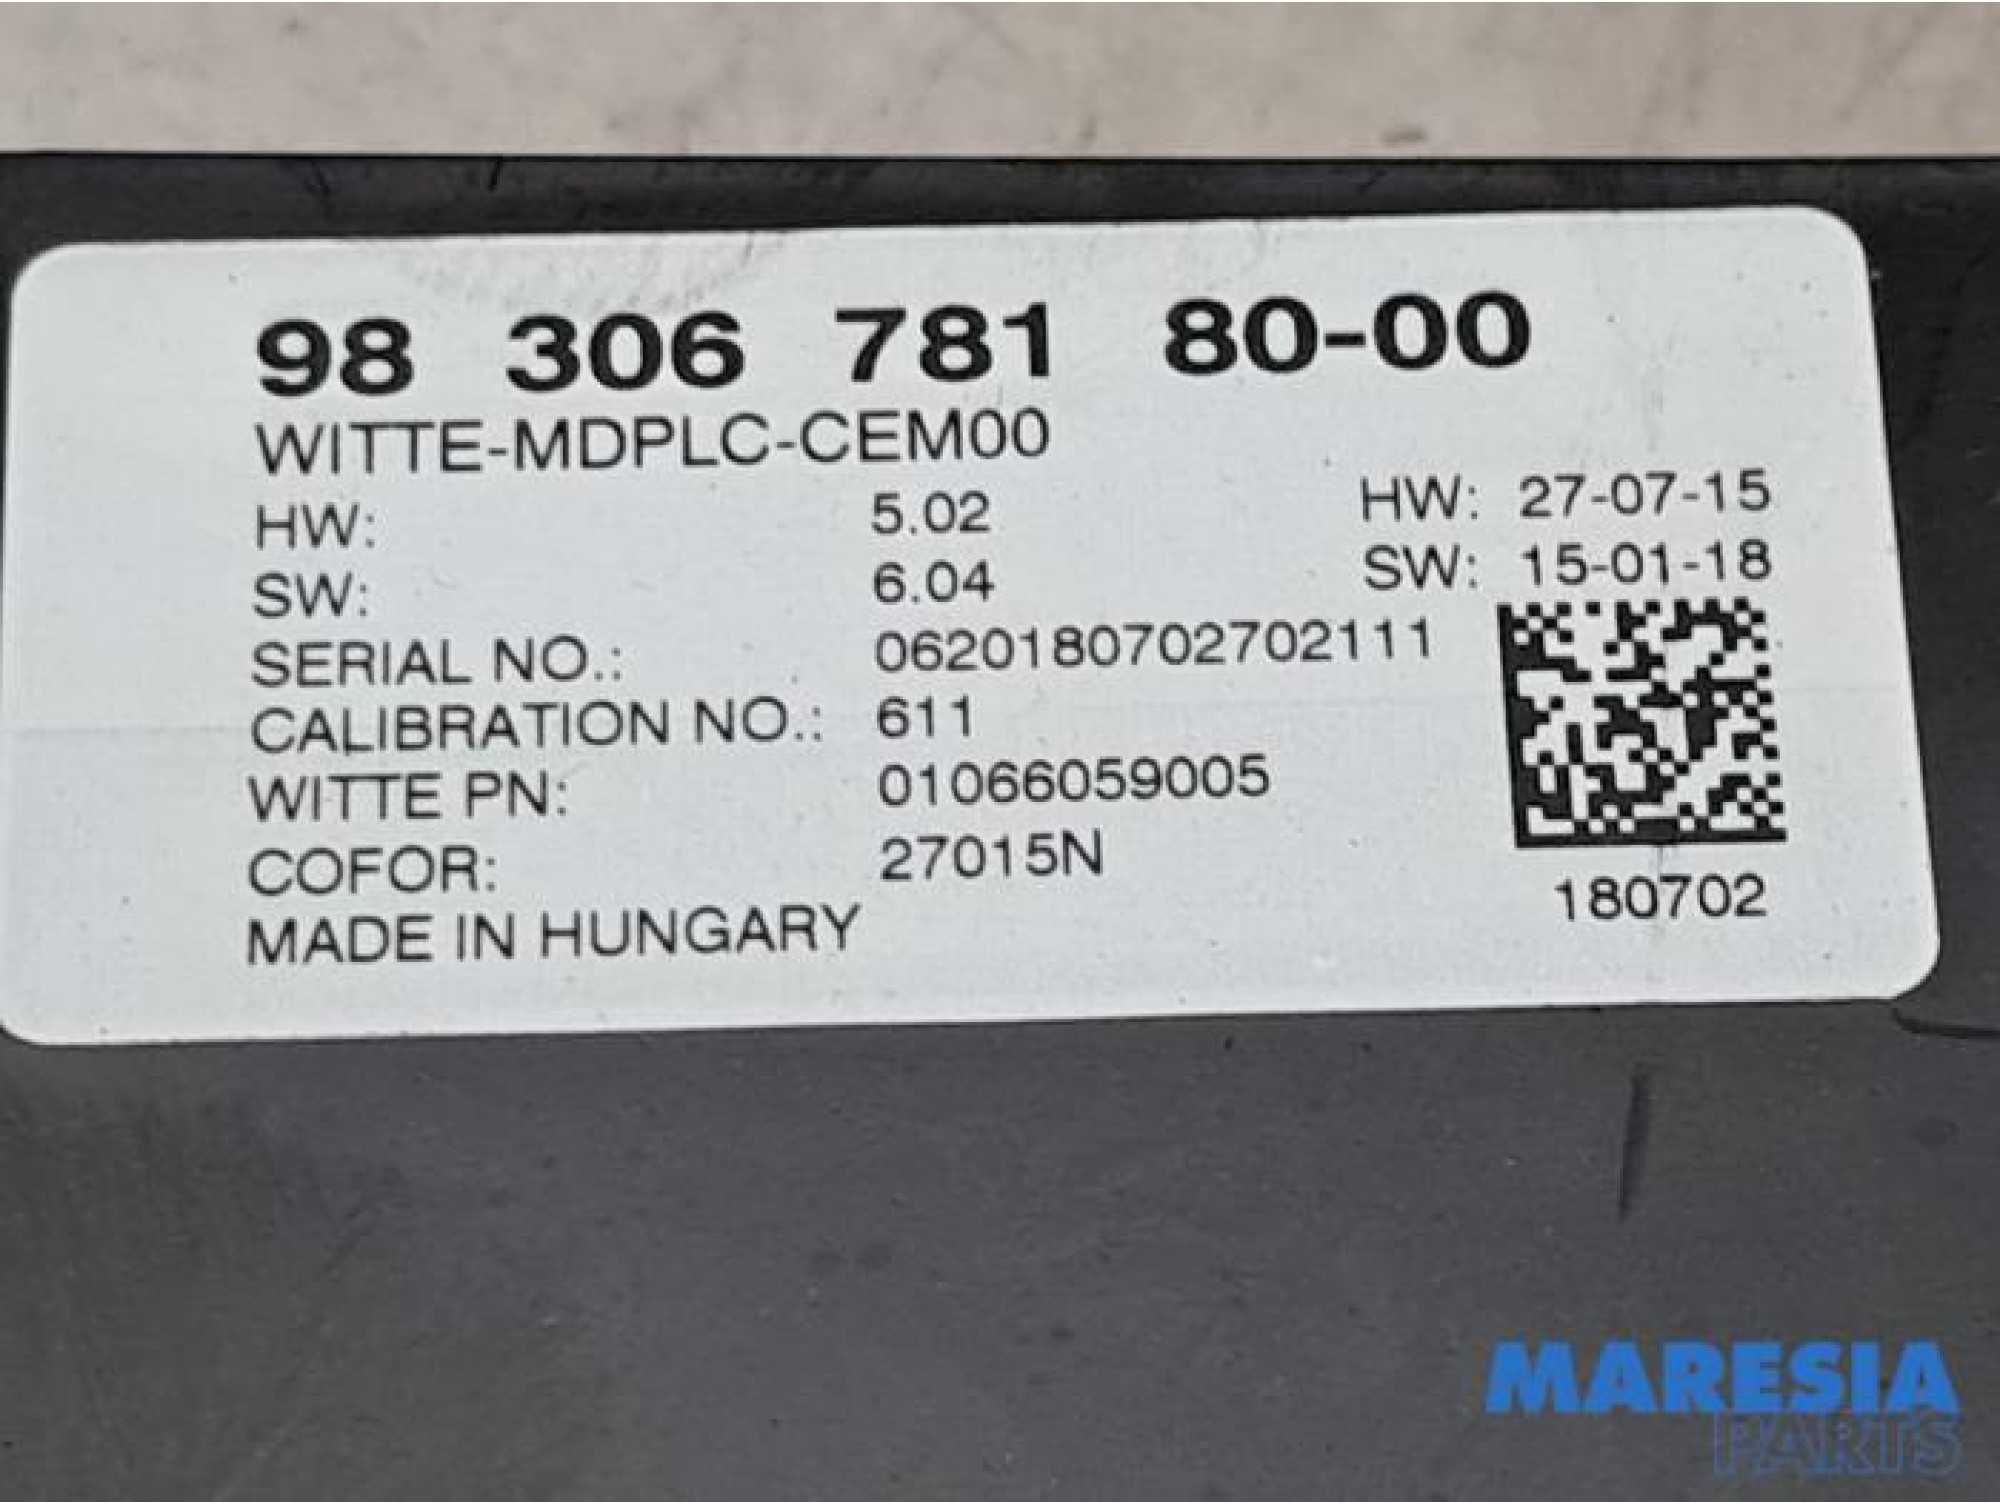 98 306 781 80-00
WITTE-MDPLC-CEM00
HW: 5.02 HW: 27-07-15
SW: 6.04 SW: 15-01-18
SERIAL NO.: 0620180702702111
CALIBRATION NO.: 611
WITTE PN: 01066059005
COFOR: 27015N
180702
MADE IN HUNGARY
MARESIA
PARTS